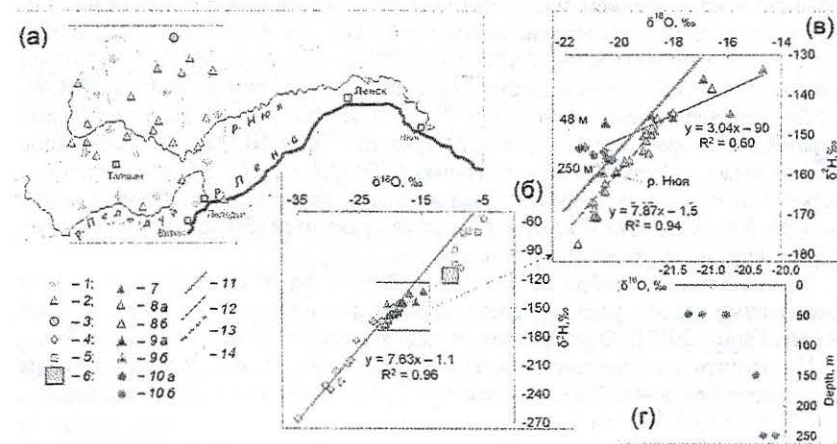 (а)
р. Нюя
Ленск
Нюя
р. Лена
Талакан
р. Пеледуй
Пеледуй
Витим
1:
2:
3:
4:
5:
6:
7
8а
8б
9а
9б
10а
10б
11
12
13
14
(б)
δ¹⁸O, ‰
-35 -25 -15 -5
-60
-90
-120
-150
-180
-210
-240
-270
δ²H,‰
y = 7.63x–1.1
R² = 0.96
(в)
δ¹⁸O, ‰
-22 -20 -18 -16 -14
-130
-140
-150
-160
-170
-180
δ²H,‰
48 м
250 м
y = 3.04x – 90
R² = 0.60
р. Нюя
y = 7.87x – 1.5
R² = 0.94
(г)
δ¹⁸O, ‰
-21.5 -21.0 -20.5 -20.0
0
50
100
150
200
250
Depth, m